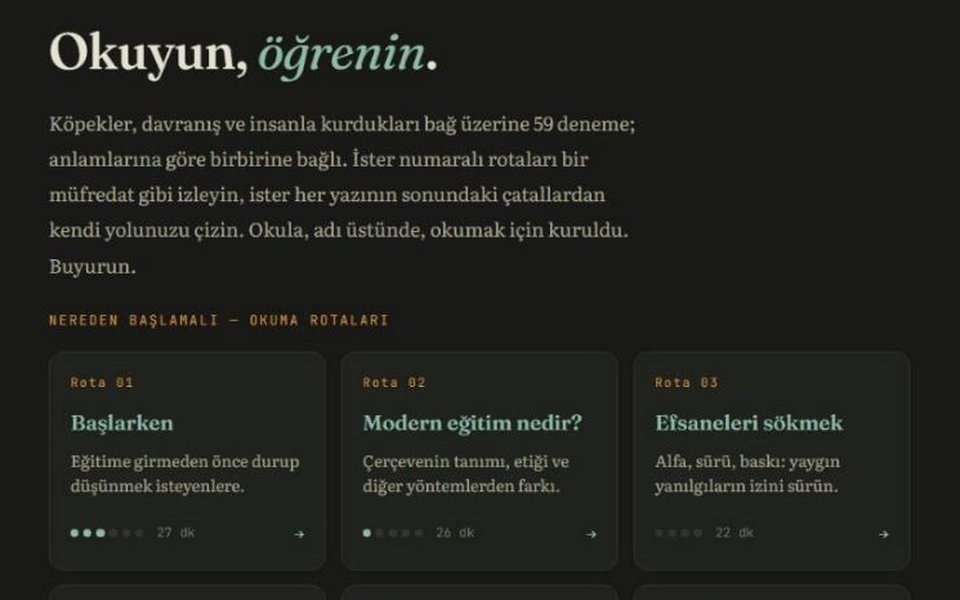 Okuyun, öğrenin.
Köpekler, davranış ve insanla kurdukları bağ üzerine 59 deneme;
anlamlarına göre birbirine bağlı. İster numaralı rotaları bir
müfredat gibi izleyin, ister her yazının sonundaki çatallardan
kendi yolunuzu çizin. Okula, adı üstünde, okumak için kuruldu.
Buyurun.
NEREDEN BAŞLAMALI — OKUMA ROTALARI
Rota 01
Başlarken
Eğitime girmeden önce durup
düşünmek isteyenlere.
27 dk →
Rota 02
Modern eğitim nedir?
Çerçevenin tanımı, etiği ve
diğer yöntemlerden farkı.
26 dk →
Rota 03
Efsaneleri sökmek
Alfa, sürü, baskı: yaygın
yanılgıların izini sürün.
22 dk →